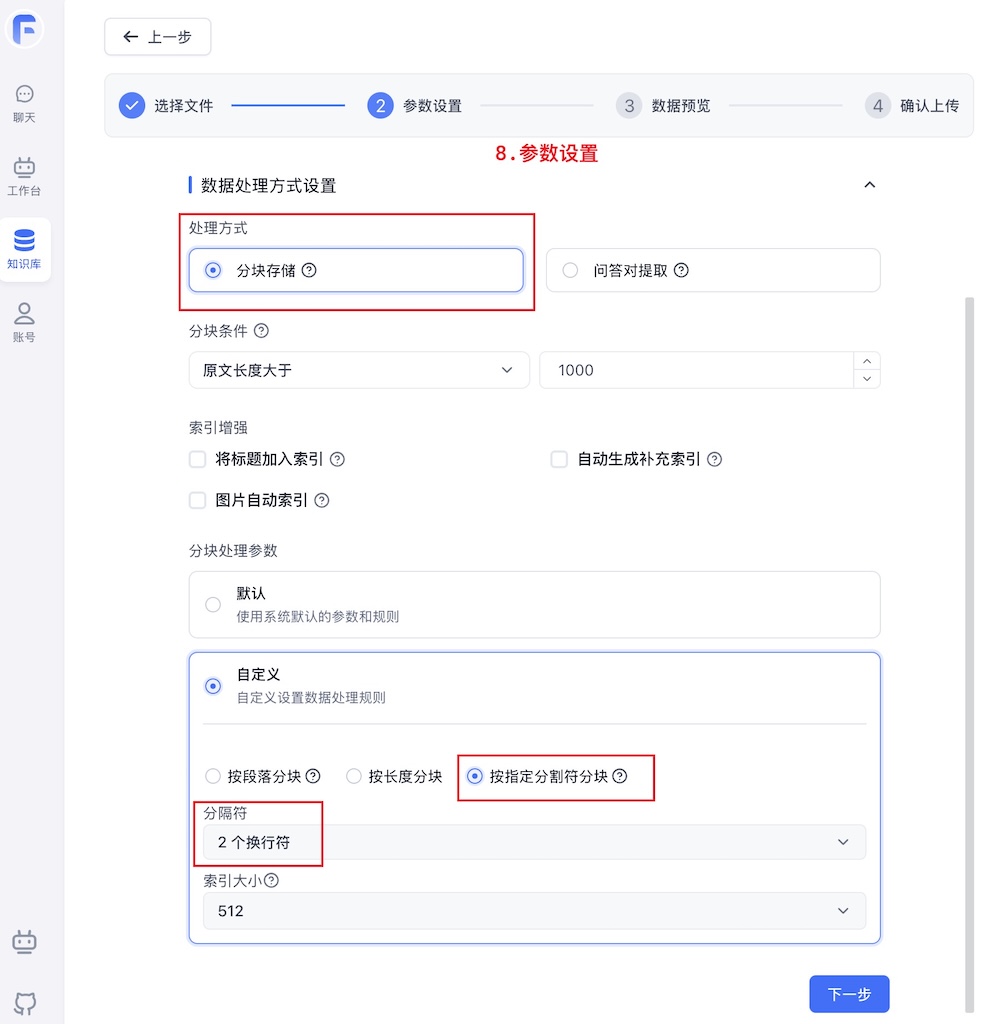 上一步
选择文件
2 参数设置
3 数据预览
4 确认上传
聊天
工作台
知识库
账号
8.参数设置
数据处理方式设置
处理方式
分块存储
问答对提取
分块条件
原文长度大于
1000
索引增强
将标题加入索引
自动生成补充索引
图片自动索引
分块处理参数
默认
使用系统默认的参数和规则
自定义
自定义设置数据处理规则
按段落分块
按长度分块
按指定分割符分块
分隔符
2 个换行符
索引大小
512
下一步